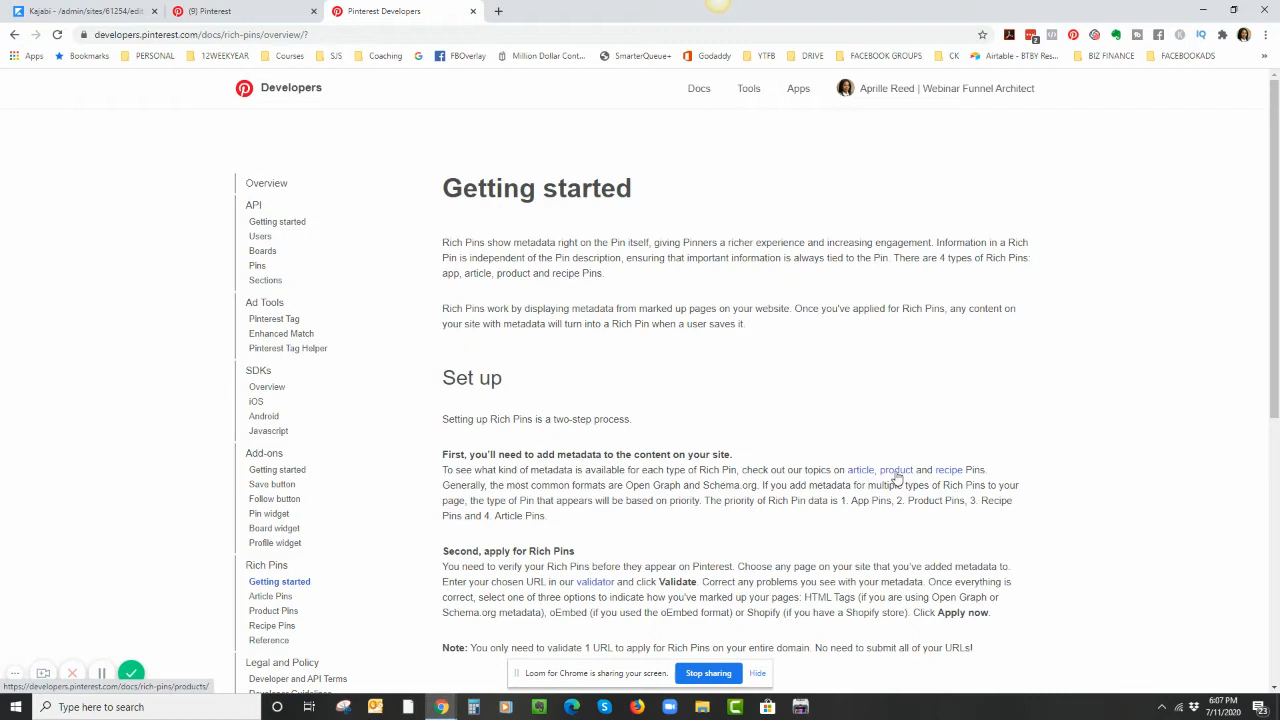 Kajabi - /admin/sites/61254/edit
(9) Pinterest
Pinterest Developers
developers.pinterest.com/docs/rich-pins/overview/?
Apps
Bookmarks
PERSONAL
12WEEKYEAR
Courses
SJS
Coaching
FBOverlay
Million Dollar Cont...
SmarterQueue+
Godaddy
YTFB
DRIVE
FACEBOOK GROUPS
CK
Airtable - BTBY Res...
BIZ FINANCE
FACEBOOKADS
Developers
Docs
Tools
Apps
Aprille Reed | Webinar Funnel Architect
Overview
API
Getting started
Users
Boards
Pins
Sections
Ad Tools
Pinterest Tag
Enhanced Match
Pinterest Tag Helper
SDKs
Overview
iOS
Android
Javascript
Add-ons
Getting started
Save button
Follow button
Pin widget
Board widget
Profile widget
Rich Pins
Getting started
Article Pins
Product Pins
Recipe Pins
Reference
Legal and Policy
Developer and API Terms
Developer Guidelines
Getting started
Rich Pins show metadata right on the Pin itself, giving Pinners a richer experience and increasing engagement. Information in a Rich
Pin is independent of the Pin description, ensuring that important information is always tied to the Pin. There are 4 types of Rich Pins:
app, article, product and recipe Pins.
Rich Pins work by displaying metadata from marked up pages on your website. Once you've applied for Rich Pins, any content on
your site with metadata will turn into a Rich Pin when a user saves it.
Set up
Setting up Rich Pins is a two-step process.
First, you'll need to add metadata to the content on your site.
To see what kind of metadata is available for each type of Rich Pin, check out our topics on article, product and recipe Pins.
Generally, the most common formats are Open Graph and Schema.org. If you add metadata for multiple types of Rich Pins to your
page, the type of Pin that appears will be based on priority. The priority of Rich Pin data is 1. App Pins, 2. Product Pins, 3. Recipe
Pins and 4. Article Pins.
Second, apply for Rich Pins
You need to verify your Rich Pins before they appear on Pinterest. Choose any page on your site that you've added metadata to.
Enter your chosen URL in our validator and click Validate. Correct any problems you see with your metadata. Once everything is
correct, select one of three options to indicate how you've marked up your pages: HTML Tags (if you are using Open Graph or
Schema.org metadata), oEmbed (if you used the oEmbed format) or Shopify (if you have a Shopify store). Click Apply now.
Note: You only need to validate 1 URL to apply for Rich Pins on your entire domain. No need to submit all of your URLs!
Loom for Chrome is sharing your screen.
Stop sharing
Hide
https://developers.pinterest.com/docs/rich-pins/products/
Type here to search
6:07 PM
7/11/2020